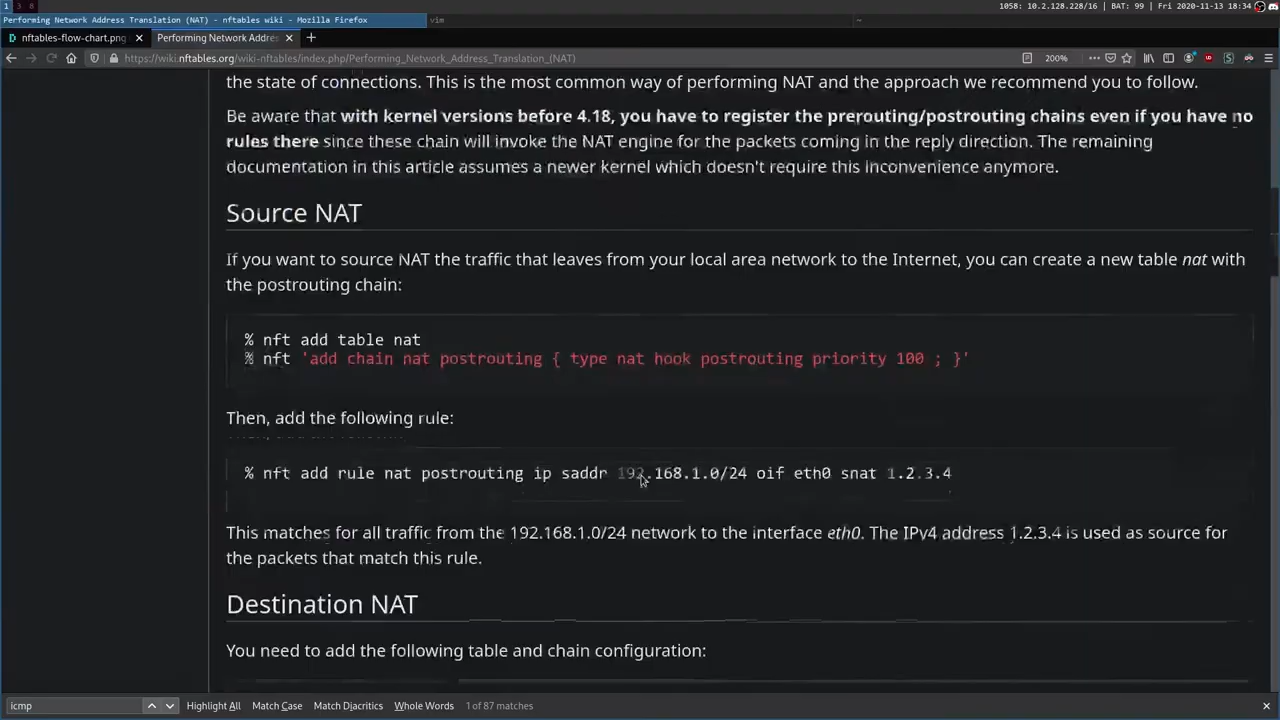 1 3 8 1058: 10.2.128.228/16 | BAT: 99 | Fri 2020-11-13 18:34
Performing Network Address Translation (NAT) - nftables wiki - Mozilla Firefox vim ~
nftables-flow-chart.png × Performing Network Addre × +
https://wiki.nftables.org/wiki-nftables/index.php/Performing_Network_Address_Translation_(NAT) 200%
the state of connections. This is the most common way of performing NAT and the approach we recommend you to follow.
Be aware that with kernel versions before 4.18, you have to register the prerouting/postrouting chains even if you have no
rules there since these chain will invoke the NAT engine for the packets coming in the reply direction. The remaining
documentation in this article assumes a newer kernel which doesn't require this inconvenience anymore.
Source NAT
If you want to source NAT the traffic that leaves from your local area network to the Internet, you can create a new table nat with
the postrouting chain:
% nft add table nat
% nft 'add chain nat postrouting { type nat hook postrouting priority 100 ; }'
Then, add the following rule:
% nft add rule nat postrouting ip saddr 192.168.1.0/24 oif eth0 snat 1.2.3.4
This matches for all traffic from the 192.168.1.0/24 network to the interface eth0. The IPv4 address 1.2.3.4 is used as source for
the packets that match this rule.
Destination NAT
You need to add the following table and chain configuration:
icmp Highlight All Match Case Match Diacritics Whole Words 1 of 87 matches